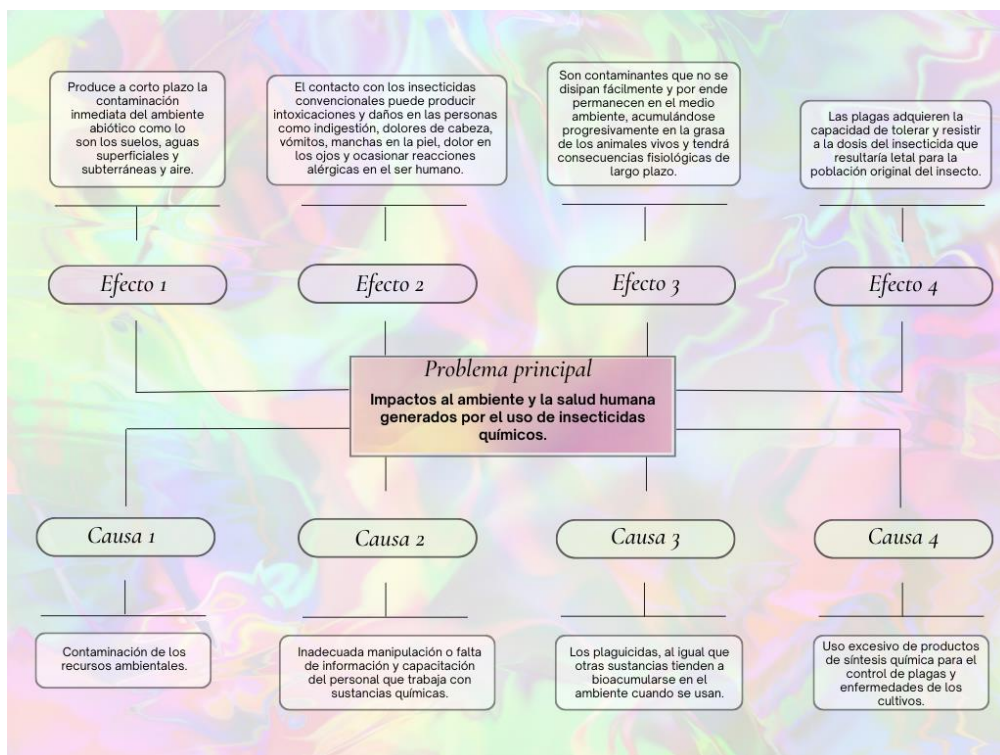 Produce a corto plazo la
contaminación
inmediata del ambiente
abiótico como lo
son los suelos, aguas
superficiales y
subterráneas y aire.
El contacto con los insecticidas
convencionales puede producir
intoxicaciones y daños en las personas
como indigestión, dolores de cabeza,
vómitos, manchas en la piel, dolor en
los ojos y ocasionar reacciones
alérgicas en el ser humano.
Son contaminantes que no se
disipan fácilmente y por ende
permanecen en el medio
ambiente, acumulándose
progresivamente en la grasa
de los animales vivos y tendrá
consecuencias fisiológicas de
largo plazo.
Las plagas adquieren la
capacidad de tolerar y resistir
a la dosis del insecticida que
resultaría letal para la
población original del insecto.
Efecto 1
Efecto 2
Efecto 3
Efecto 4
Problema principal
Impactos al ambiente y la salud humana
generados por el uso de insecticidas
químicos.
Causa 1
Causa 2
Causa 3
Causa 4
Contaminación de los
recursos ambientales.
Inadecuada manipulación o falta
de información y capacitación
del personal que trabaja con
sustancias químicas.
Los plaguicidas, al igual que
otras sustancias tienden a
bioacumularse en el
ambiente cuando se usan.
Uso excesivo de productos
de síntesis química para el
control de plagas y
enfermedades de los
cultivos.